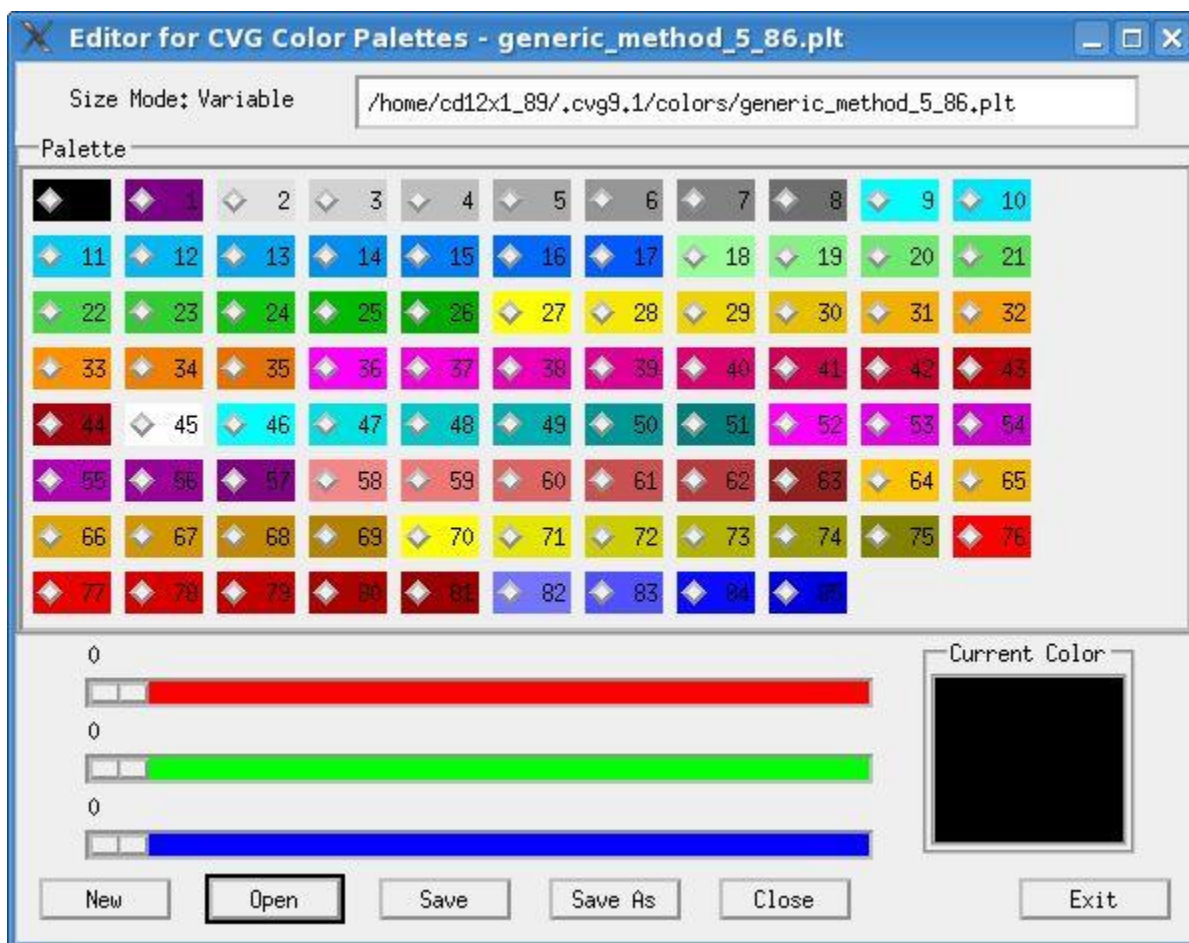 Editor for CVG Color Palettes - generic_method_5_86.plt
Size Mode: Variable /home/cd12x1_89/.cvg9.1/colors/generic_method_5_86.plt
Palette
1 2 3 4 5 6 7 8 9 10
11 12 13 14 15 16 17 18 19 20 21
22 23 24 25 26 27 28 29 30 31 32
33 34 35 36 37 38 39 40 41 42 43
44 45 46 47 48 49 50 51 52 53 54
55 56 57 58 59 60 61 62 63 64 65
66 67 68 69 70 71 72 73 74 75 76
77 78 79 80 81 82 83 84 85
0
Current Color
0
0
New Open Save Save As Close Exit